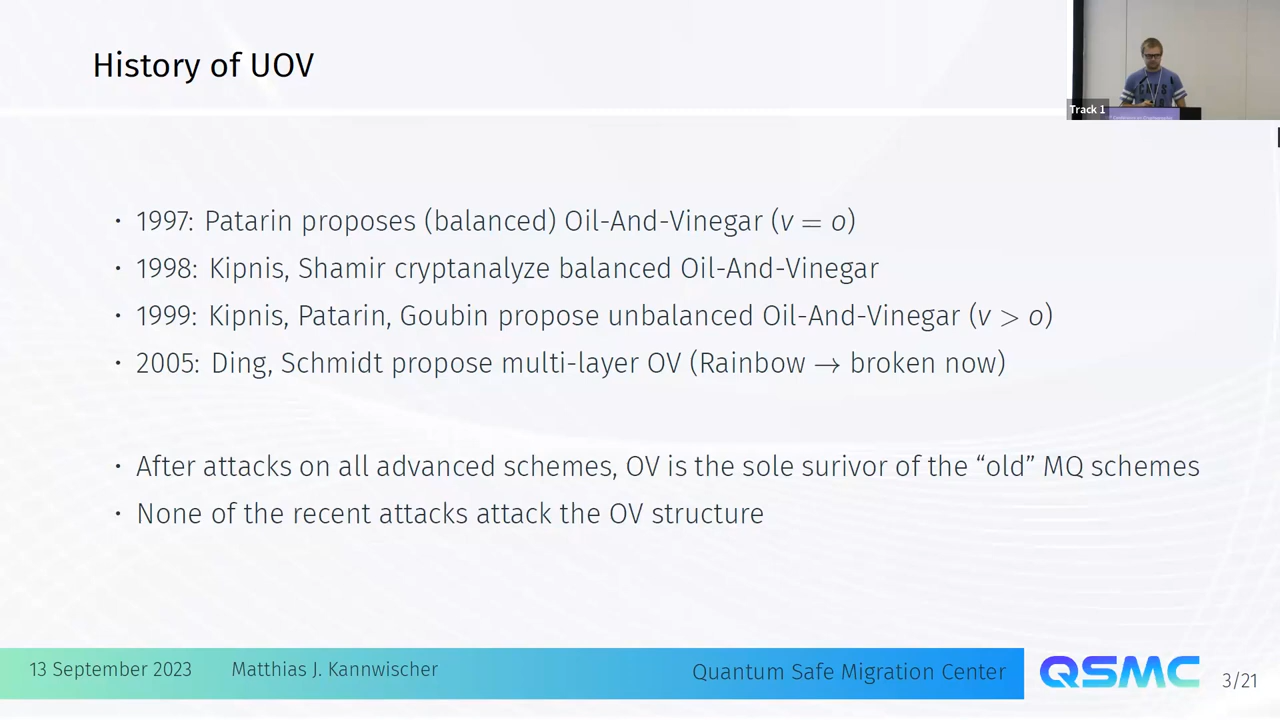 History of UOV
Track 1
• 1997: Patarin proposes (balanced) Oil-And-Vinegar (v = o)
• 1998: Kipnis, Shamir cryptanalyze balanced Oil-And-Vinegar
• 1999: Kipnis, Patarin, Goubin propose unbalanced Oil-And-Vinegar (v > o)
• 2005: Ding, Schmidt propose multi-layer OV (Rainbow → broken now)
• After attacks on all advanced schemes, OV is the sole surivor of the “old” MQ schemes
• None of the recent attacks attack the OV structure
13 September 2023 Matthias J. Kannwischer Quantum Safe Migration Center QSMC 3/21